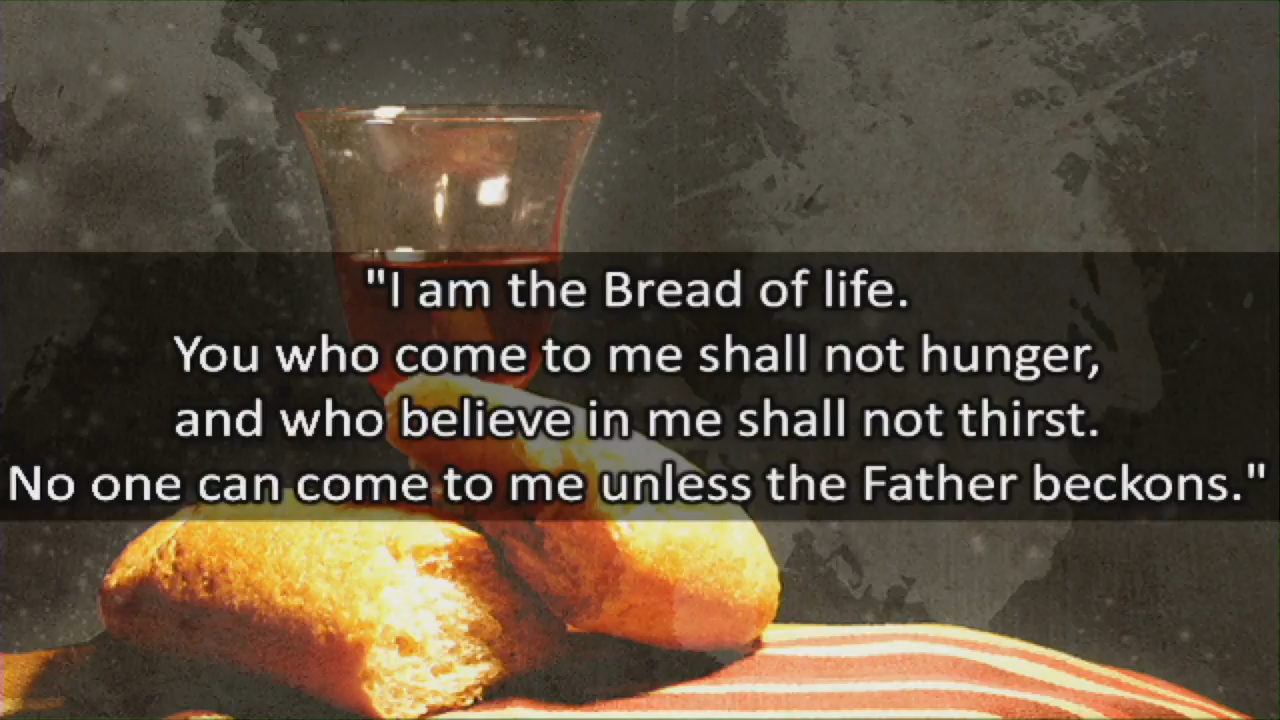 "I am the Bread of life.
You who come to me shall not hunger,
and who believe in me shall not thirst.
No one can come to me unless the Father beckons."